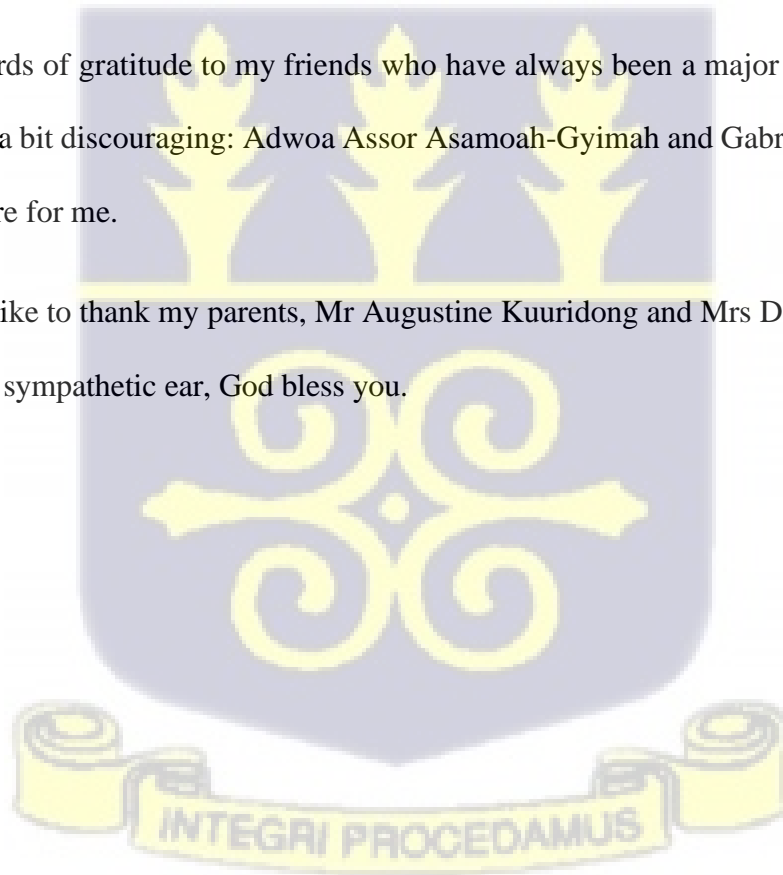 rds of gratitude to my friends who have always been a major
a bit discouraging: Adwoa Assor Asamoah-Gyimah and Gabr
re for me.
ike to thank my parents, Mr Augustine Kuuridong and Mrs D
sympathetic ear, God bless you.
INTEGRI PROCEDAMUS